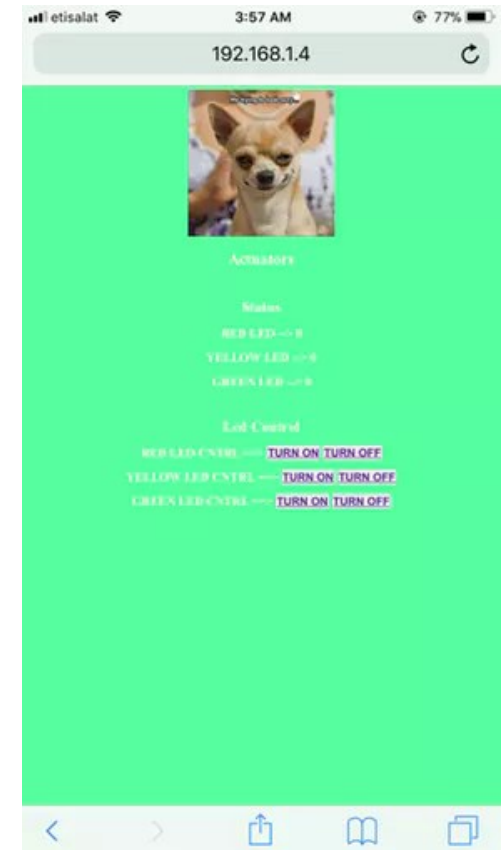 etisalat 3:57 AM 77%
192.168.1.4
Actuators
Status
RED LED --> 0
YELLOW LED --> 0
GREEN LED --> 0
Led Control
RED LED CNTRL TURN ON TURN OFF
YELLOW LED CNTRL TURN ON TURN OFF
GREEN LED CNTRL TURN ON TURN OFF